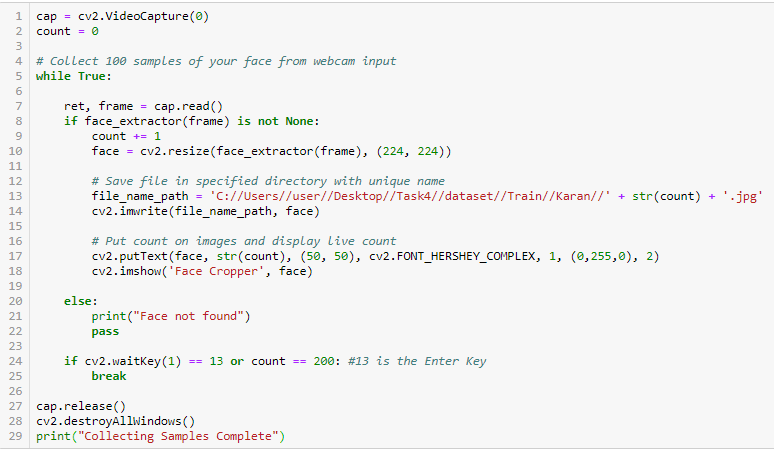 1 cap = cv2.VideoCapture(0)
2 count = 0
3
4 # Collect 100 samples of your face from webcam input
5 while True:
6
7     ret, frame = cap.read()
8     if face_extractor(frame) is not None:
9         count += 1
10         face = cv2.resize(face_extractor(frame), (224, 224))
11
12         # Save file in specified directory with unique name
13         file_name_path = 'C://Users//user//Desktop//Task4//dataset//Train//Karan//' + str(count) + '.jpg'
14         cv2.imwrite(file_name_path, face)
15
16         # Put count on images and display live count
17         cv2.putText(face, str(count), (50, 50), cv2.FONT_HERSHEY_COMPLEX, 1, (0,255,0), 2)
18         cv2.imshow('Face Cropper', face)
19
20     else:
21         print("Face not found")
22         pass
23
24     if cv2.waitKey(1) == 13 or count == 200: #13 is the Enter Key
25         break
26
27 cap.release()
28 cv2.destroyAllWindows()
29 print("Collecting Samples Complete")